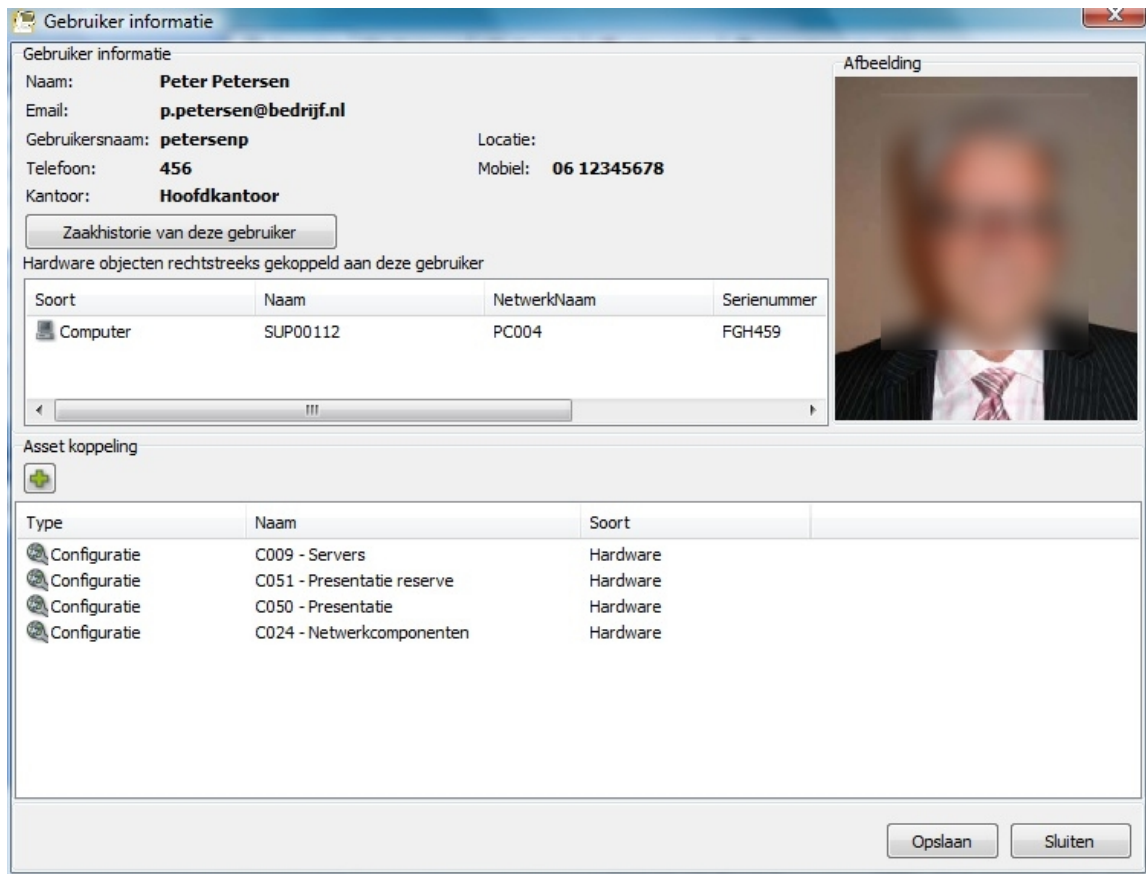 Gebruiker informatie
Gebruiker informatie
Naam: Peter Petersen
Email: p.petersen@bedrijf.nl
Gebruikersnaam: petersenp Locatie:
Telefoon: 456 Mobiel: 06 12345678
Kantoor: Hoofdkantoor
Zaakhistorie van deze gebruiker
Afbeelding
Hardware objecten rechtstreeks gekoppeld aan deze gebruiker
Soort Naam NetwerkNaam Serienummer
Computer SUP00112 PC004 FGH459
Asset koppeling
Type Naam Soort
Configuratie C009 - Servers Hardware
Configuratie C051 - Presentatie reserve Hardware
Configuratie C050 - Presentatie Hardware
Configuratie C024 - Netwerkcomponenten Hardware
Opslaan Sluiten